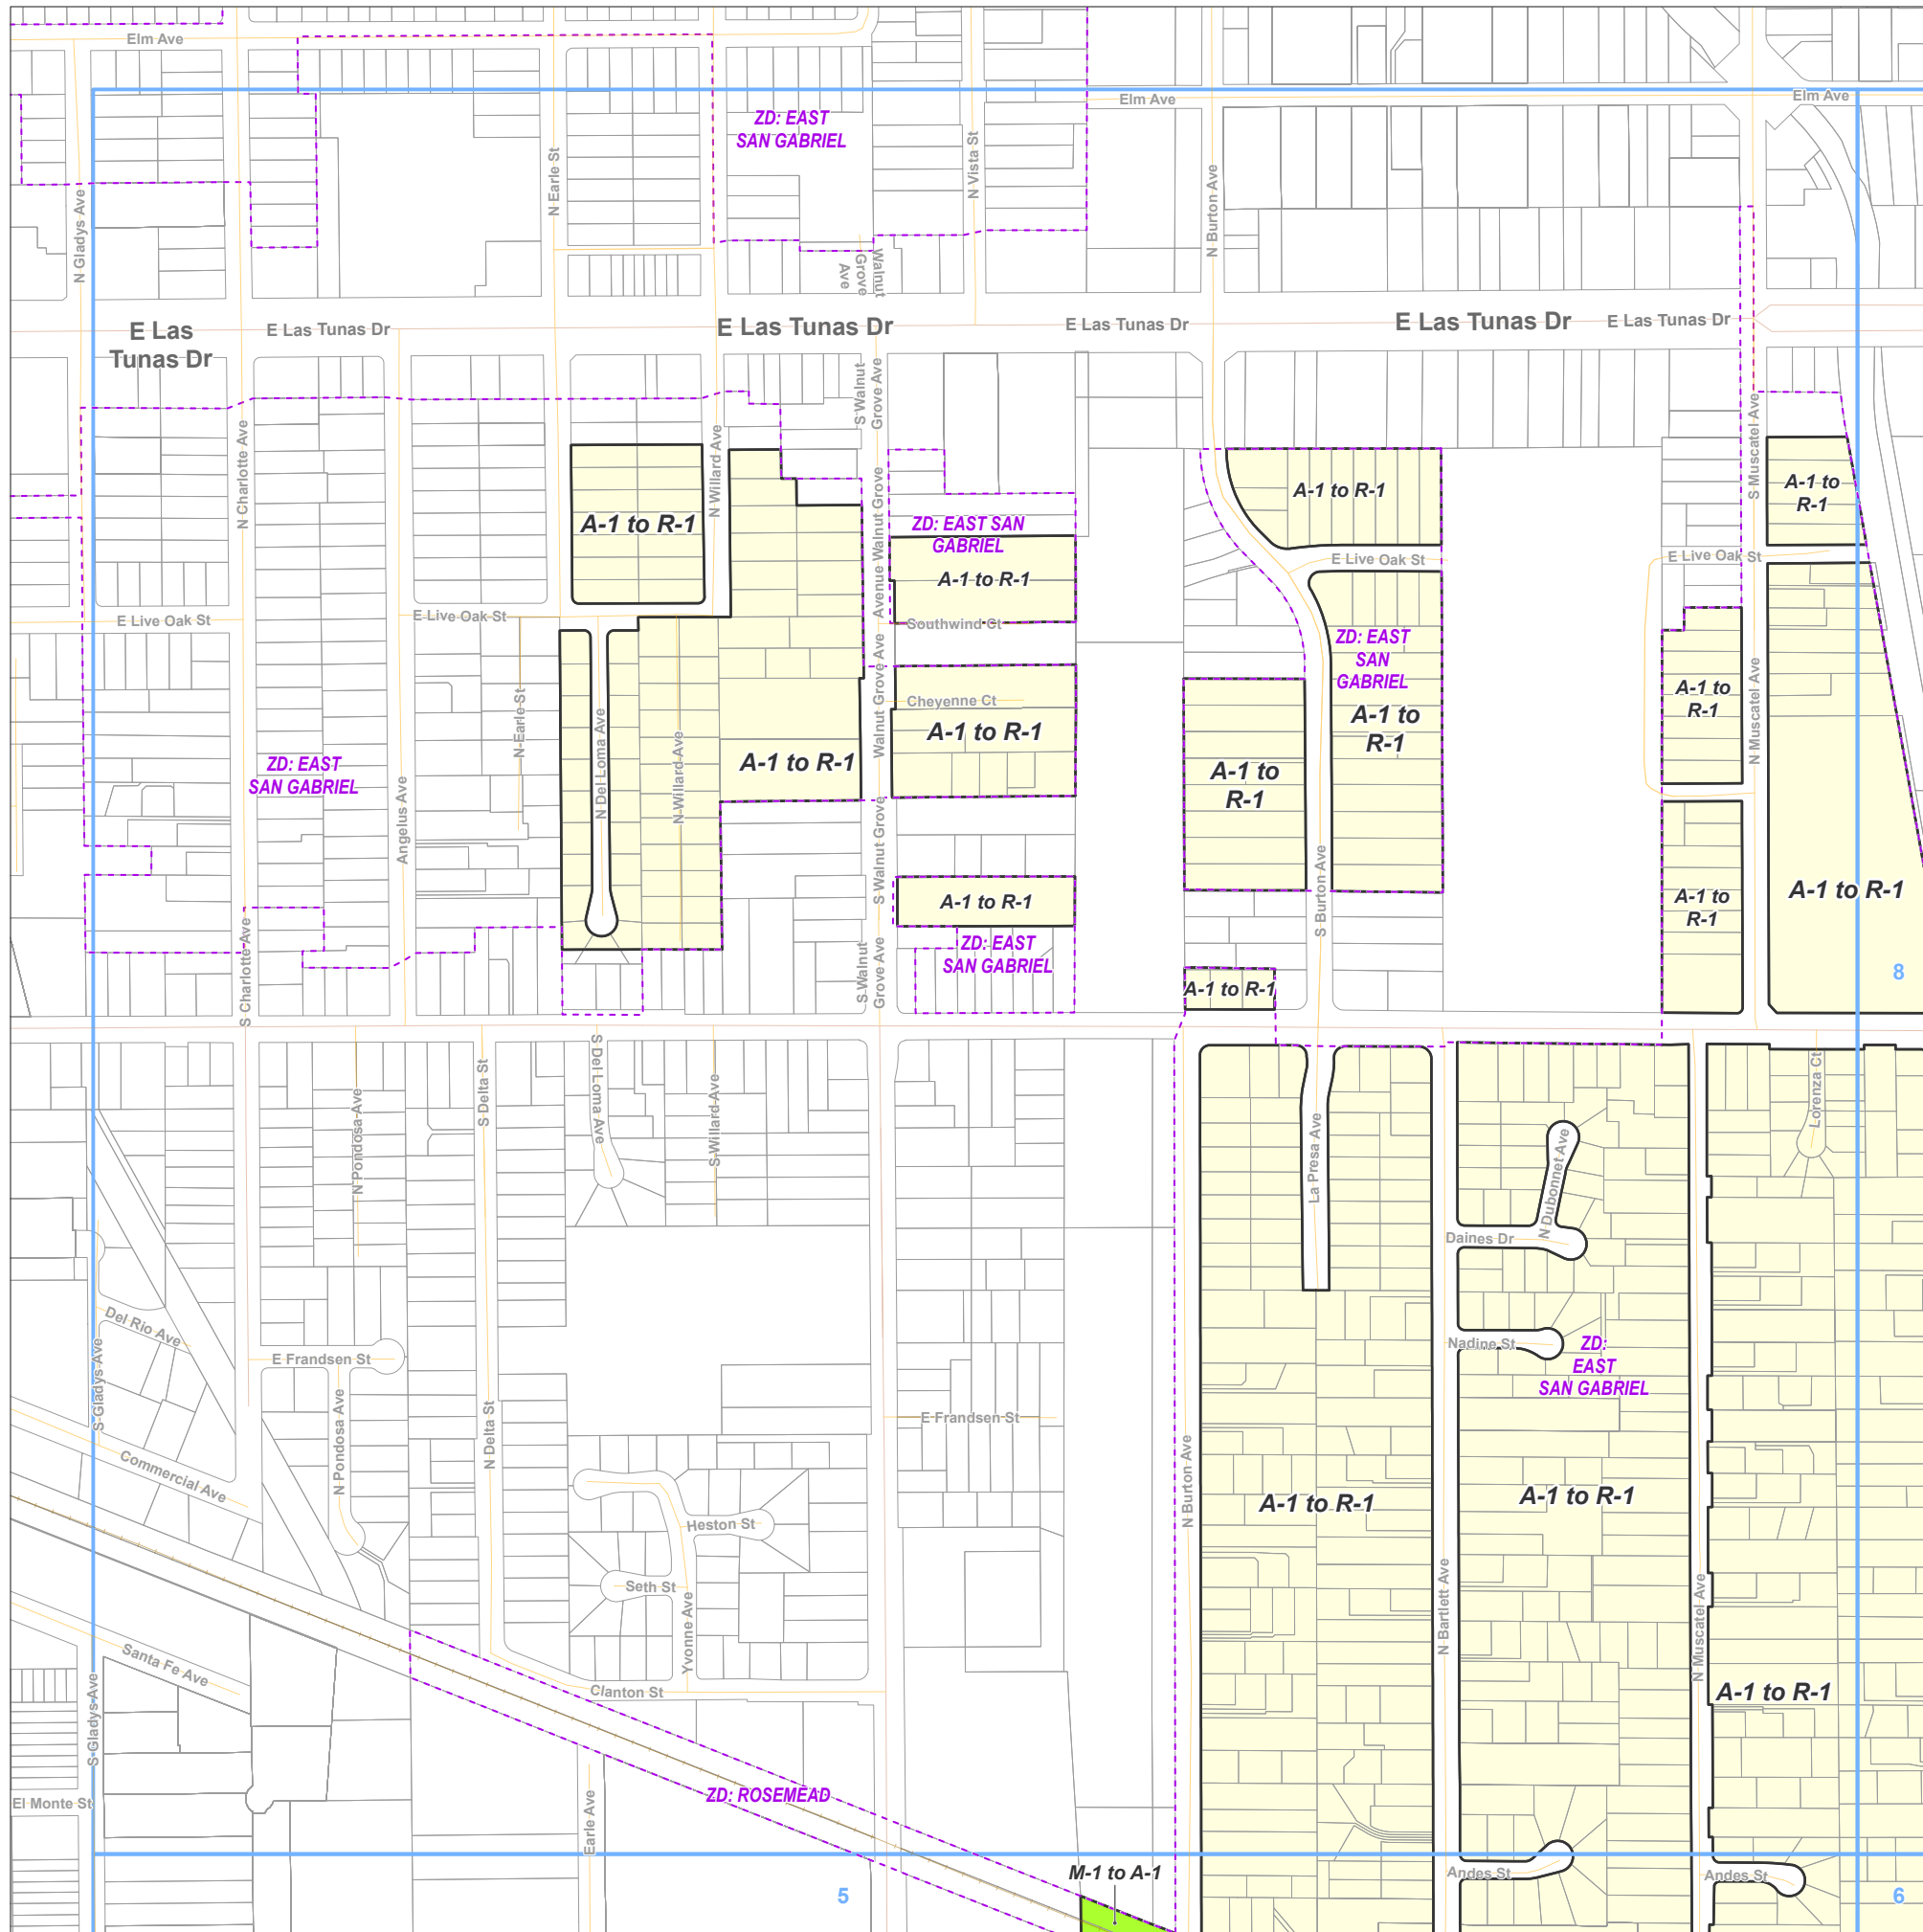 Elm Ave
Elm Ave
Elm Ave
ZD: EAST
SAN GABRIEL
N Gladys Ave
N Earle St
N Vista St
N Burton Ave
Walnut
Grove
Ave
E Las
Tunas Dr
E Las Tunas Dr
E Las Tunas Dr
E Las Tunas Dr
E Las Tunas Dr
E Las Tunas Dr
S Walnut
Grove Ave
N Charlotte Ave
N Willard Ave
S Muscatel Ave
A-1 to R-1
A-1 to R-1
A-1 to
R-1
ZD: EAST SAN
GABRIEL
A-1 to R-1
Avenue Walnut Grove
E Live Oak St
E Live Oak St
E Live Oak St
E Live Oak St
Southwind Ct
ZD: EAST
SAN
GABRIEL
A-1 to
R-1
A-1 to
R-1
N Muscatel Ave
Walnut Grove Ave
Cheyenne Ct
A-1 to R-1
A-1 to R-1
A-1 to
R-1
N Earle St
N Del Loma Ave
N Willard Ave
ZD: EAST
SAN GABRIEL
Angelus Ave
S Walnut Grove
S Burton Ave
A-1 to R-1
A-1 to
R-1
A-1 to R-1
ZD: EAST
SAN GABRIEL
S Walnut
Grove Ave
S Charlotte Ave
A-1 to R-1
8
S Delta St
S Del Loma Ave
S Willard Ave
N Pondosa Ave
La Presa Ave
N Dubonnet Ave
Lorenza Ct
Daines Dr
Del Rio Ave
S Gladys Ave
E Frandsen St
Nadine St
ZD:
EAST
SAN GABRIEL
N Pondosa Ave
N Delta St
E Frandsen St
Commercial Ave
N Burton Ave
A-1 to R-1
A-1 to R-1
Heston St
Seth St
Yvonne Ave
N Bartlett Ave
N Muscatel Ave
Santa Fe Ave
S Gladys Ave
Clanton St
A-1 to R-1
ZD: ROSEMEAD
El Monte St
Earle Ave
M-1 to A-1
Andes St
Andes St
5
6